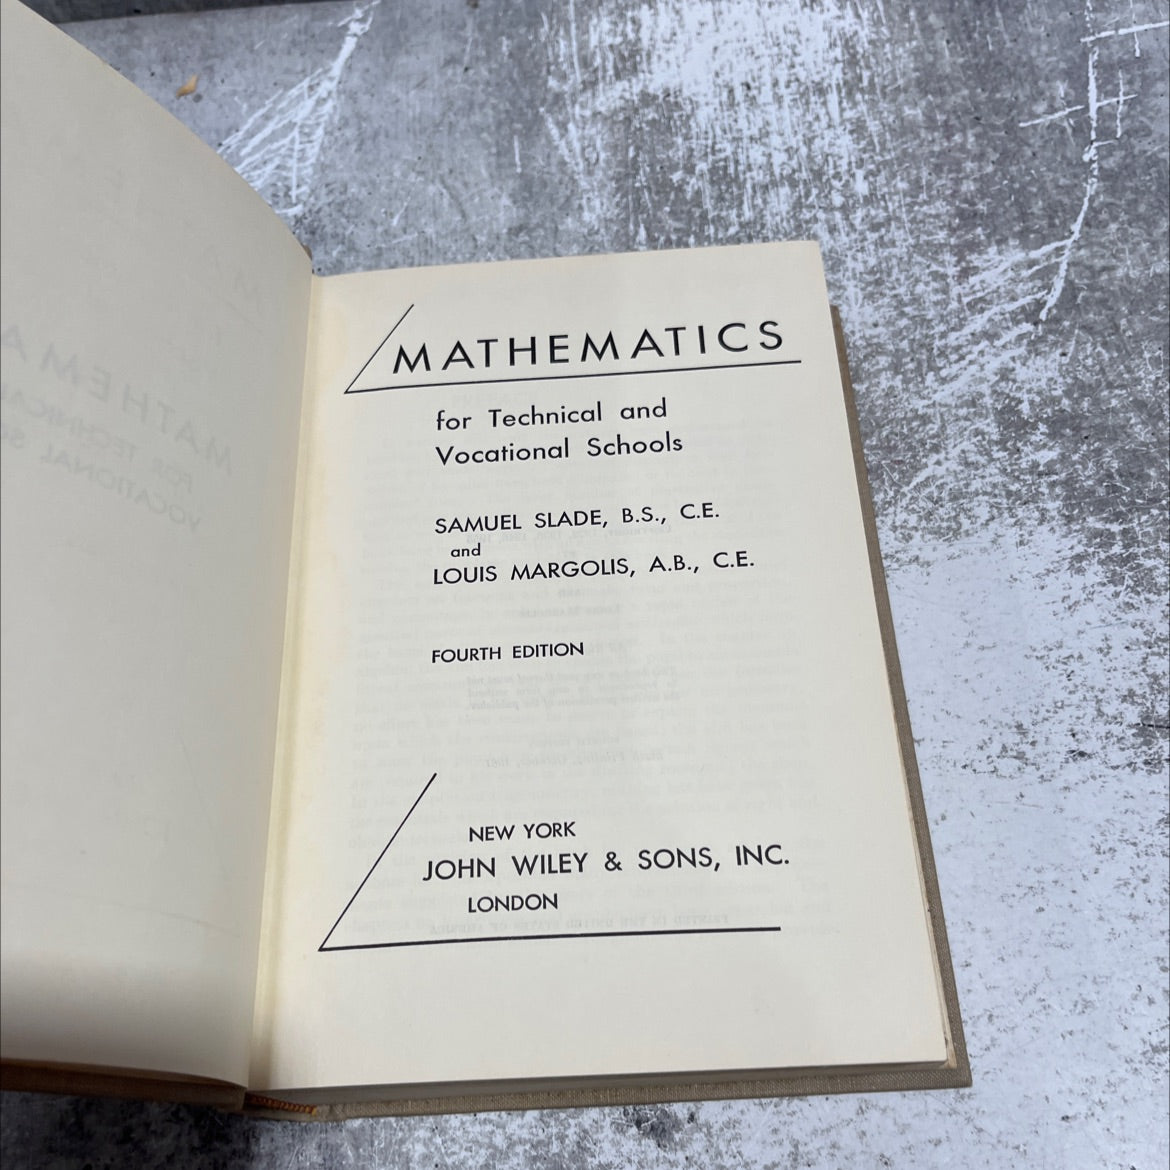 MATHEMATICS
for Technical and
Vocational Schools
SAMUEL SLADE, B.S., C.E.
and
LOUIS MARGOLIS, A.B., C.E.
FOURTH EDITION
NEW YORK
JOHN WILEY & SONS, INC.
LONDON